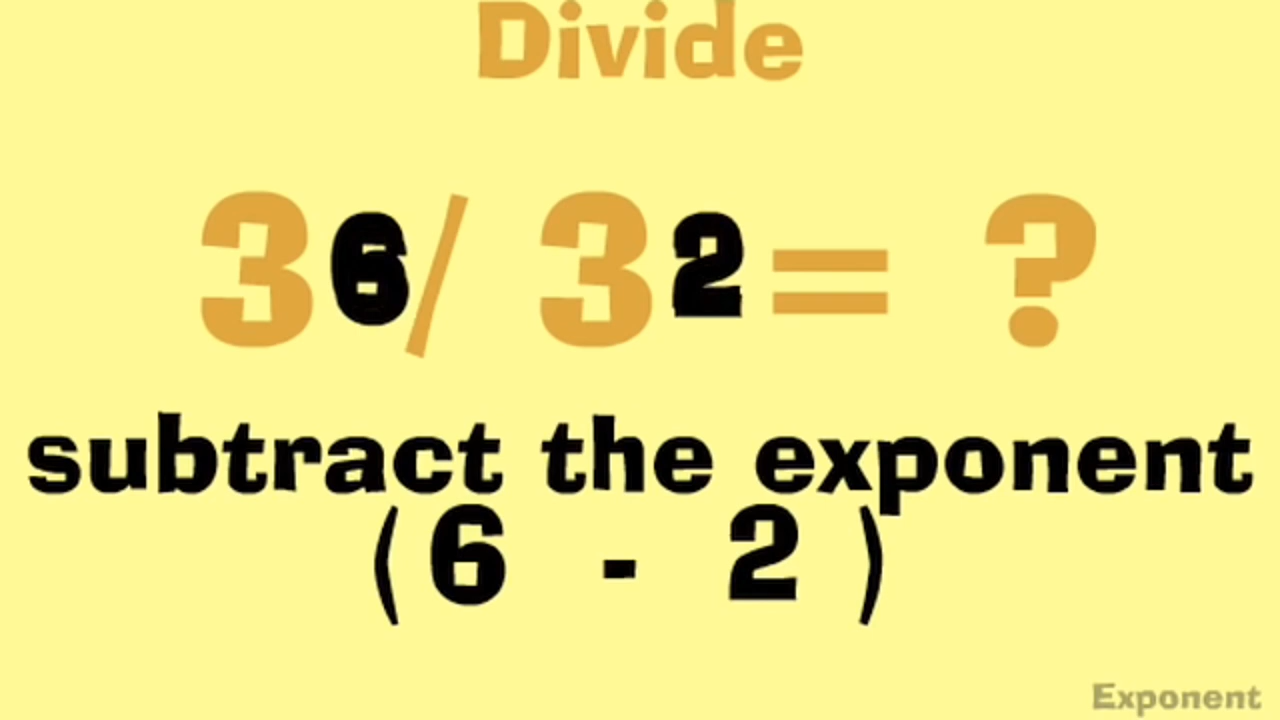 Divide
36/ 32= ?
subtract the exponent
( 6 - 2 )
Exponent